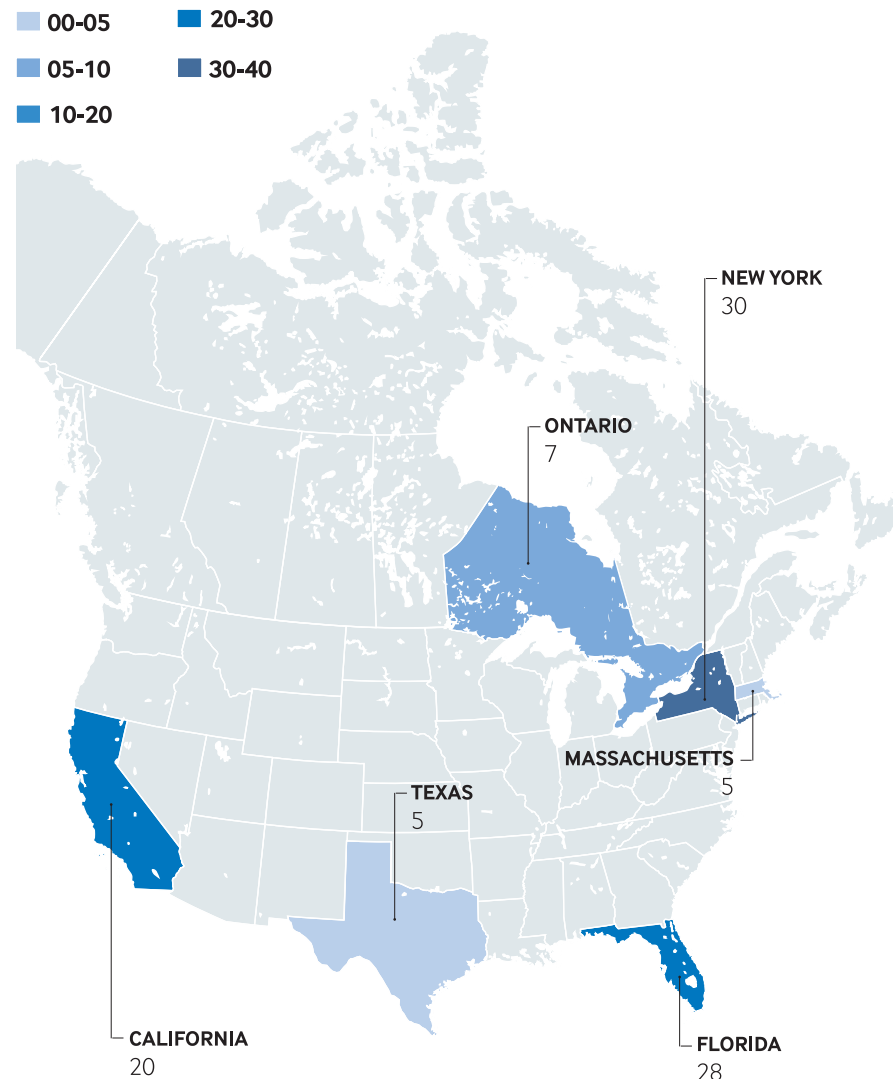 00-05
05-10
10-20
20-30
30-40
NEW YORK
30
ONTARIO
7
MASSACHUSETTS
5
TEXAS
5
CALIFORNIA
20
FLORIDA
28